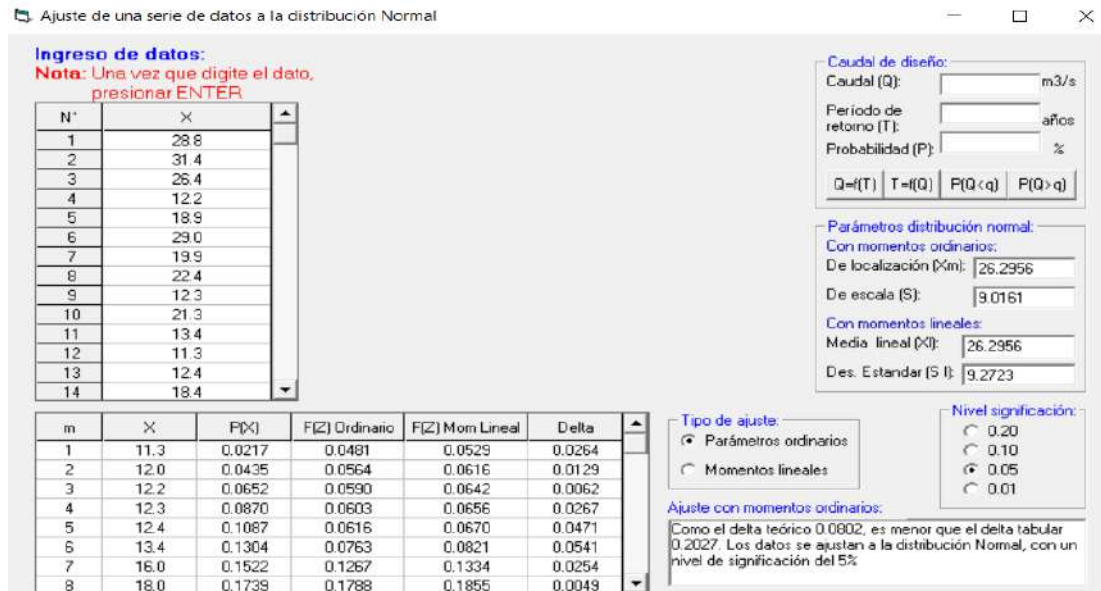 Ajuste de una serie de datos a la distribución Normal
Ingreso de datos:
Nota: Una vez que digite el dato,
presionar ENTER
N° X
1 28.8
2 31.4
3 26.4
4 12.2
5 18.9
6 29.0
7 19.9
8 22.4
9 12.3
10 21.3
11 13.4
12 11.3
13 12.4
14 18.4
Caudal de diseño:
Caudal (Q): m3/s
Período de
retorno (T): años
Probabilidad (P): %
Q=f(T) T=f(Q) P(Q<q) P(Q>q)
Parámetros distribución normal:
Con momentos ordinarios:
De localización (Xm): 26.2956
De escala (S): 9.0161
Con momentos lineales:
Media lineal (Xl): 26.2956
Des. Estandar (S l): 9.2723
m X P(X) F(Z) Ordinario F(Z) Mom Lineal Delta
1 11.3 0.0217 0.0481 0.0529 0.0264
2 12.0 0.0435 0.0564 0.0616 0.0129
3 12.2 0.0652 0.0590 0.0642 0.0062
4 12.3 0.0870 0.0603 0.0656 0.0267
5 12.4 0.1087 0.0616 0.0670 0.0471
6 13.4 0.1304 0.0763 0.0821 0.0541
7 16.0 0.1522 0.1267 0.1334 0.0254
8 18.0 0.1739 0.1788 0.1855 0.0049
Tipo de ajuste:
Parámetros ordinarios
Momentos lineales
Nivel significación:
0.20
0.10
0.05
0.01
Ajuste con momentos ordinarios:
Como el delta teórico 0.0802, es menor que el delta tabular
0.2027. Los datos se ajustan a la distribución Normal, con un
nivel de significación del 5%